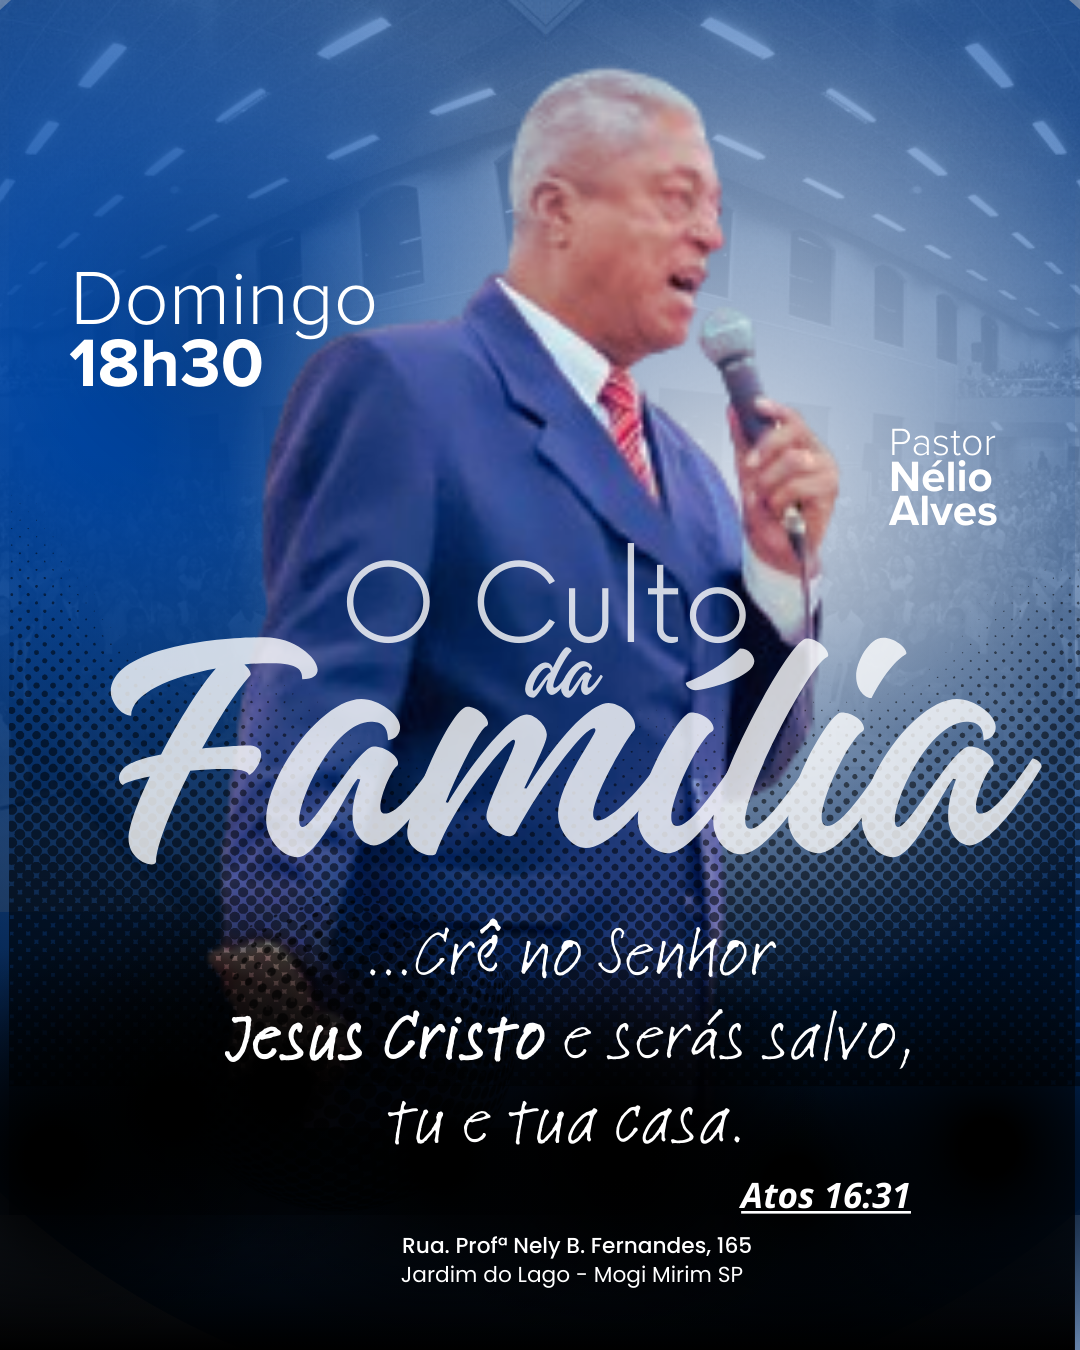 Domingo
18h30
Pastor
Nélio
Alves
O Culto
da
Família
...Crê no Senhor
Jesus Cristo e serás salvo,
tu e tua casa.
Atos 16:31
Rua. Profª Nely B. Fernandes, 165
Jardim do Lago - Mogi Mirim SP